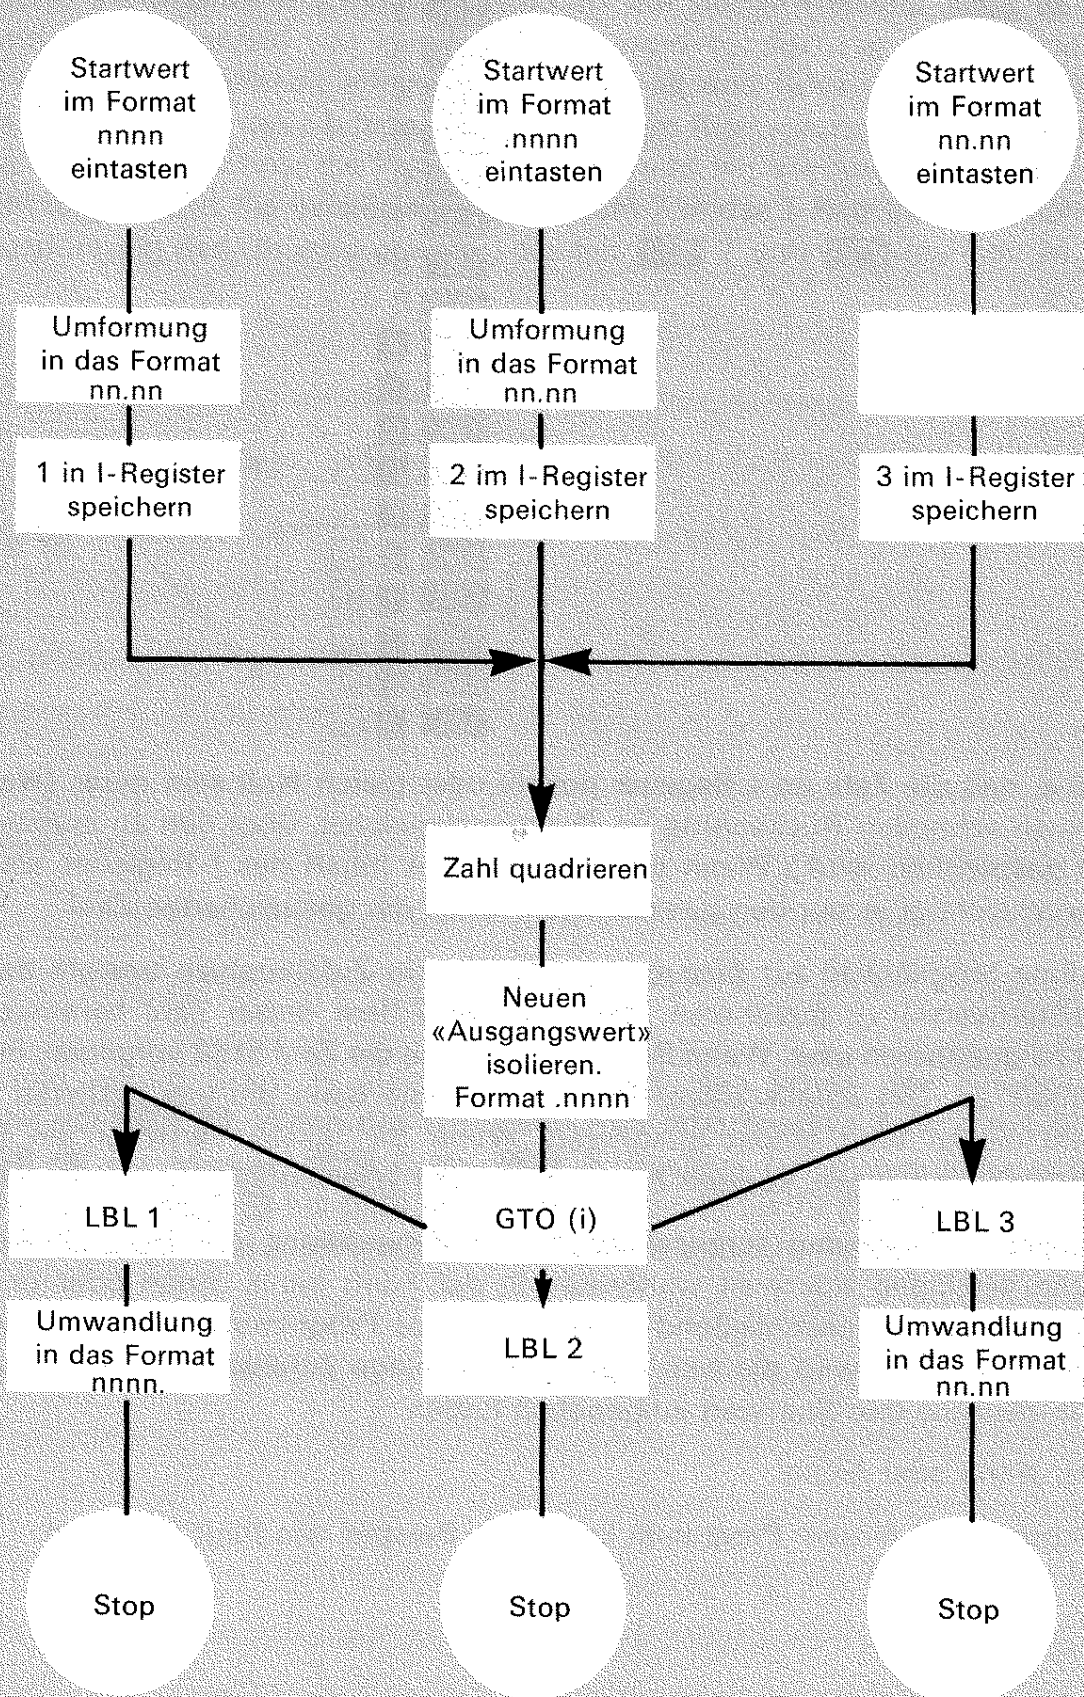 Startwert
im Format
nnnn
eintasten
Startwert
im Format
.nnnn
eintasten
Startwert
im Format
nn.nn
eintasten
Umformung
in das Format
nn.nn
Umformung
in das Format
nn.nn
1 in I-Register
speichern
2 im I-Register
speichern
3 im I-Register
speichern
Zahl quadrieren
Neuen
«Ausgangswert»
isolieren.
Format .nnnn
LBL 1
GTO (i)
LBL 3
Umwandlung
in das Format
nnnn.
LBL 2
Umwandlung
in das Format
nn.nn
Stop
Stop
Stop